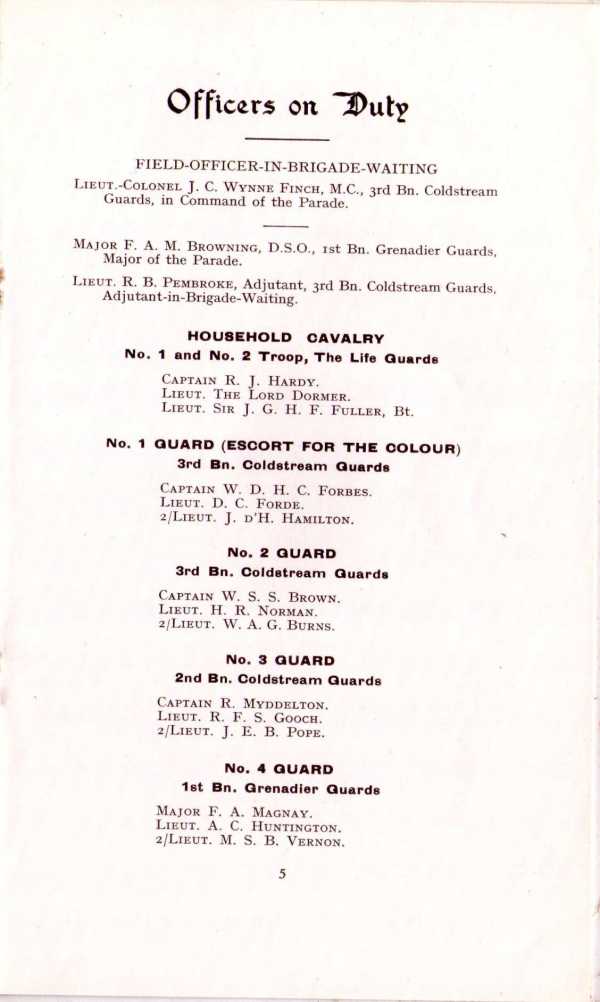 Officers on Duty
FIELD-OFFICER-IN-BRIGADE-WAITING
Lieut.-Colonel J. C. Wynne Finch, M.C., 3rd Bn. Coldstream
Guards, in Command of the Parade.
Major F. A. M. Browning, D.S.O., 1st Bn. Grenadier Guards,
Major of the Parade.
Lieut. R. B. Pembroke, Adjutant, 3rd Bn. Coldstream Guards,
Adjutant-in-Brigade-Waiting.
HOUSEHOLD CAVALRY
No. 1 and No. 2 Troop, The Life Guards
Captain R. J. Hardy.
Lieut. The Lord Dormer.
Lieut. Sir J. G. H. F. Fuller, Bt.
No. 1 GUARD (ESCORT FOR THE COLOUR)
3rd Bn. Coldstream Guards
Captain W. D. H. C. Forbes.
Lieut. D. C. Forde.
2/Lieut. J. d'H. Hamilton.
No. 2 GUARD
3rd Bn. Coldstream Guards
Captain W. S. S. Brown.
Lieut. H. R. Norman.
2/Lieut. W. A. G. Burns.
No. 3 GUARD
2nd Bn. Coldstream Guards
Captain R. Myddelton.
Lieut. R. F. S. Gooch.
2/Lieut. J. E. B. Pope.
No. 4 GUARD
1st Bn. Grenadier Guards
Major F. A. Magnay.
Lieut. A. C. Huntington.
2/Lieut. M. S. B. Vernon.
5